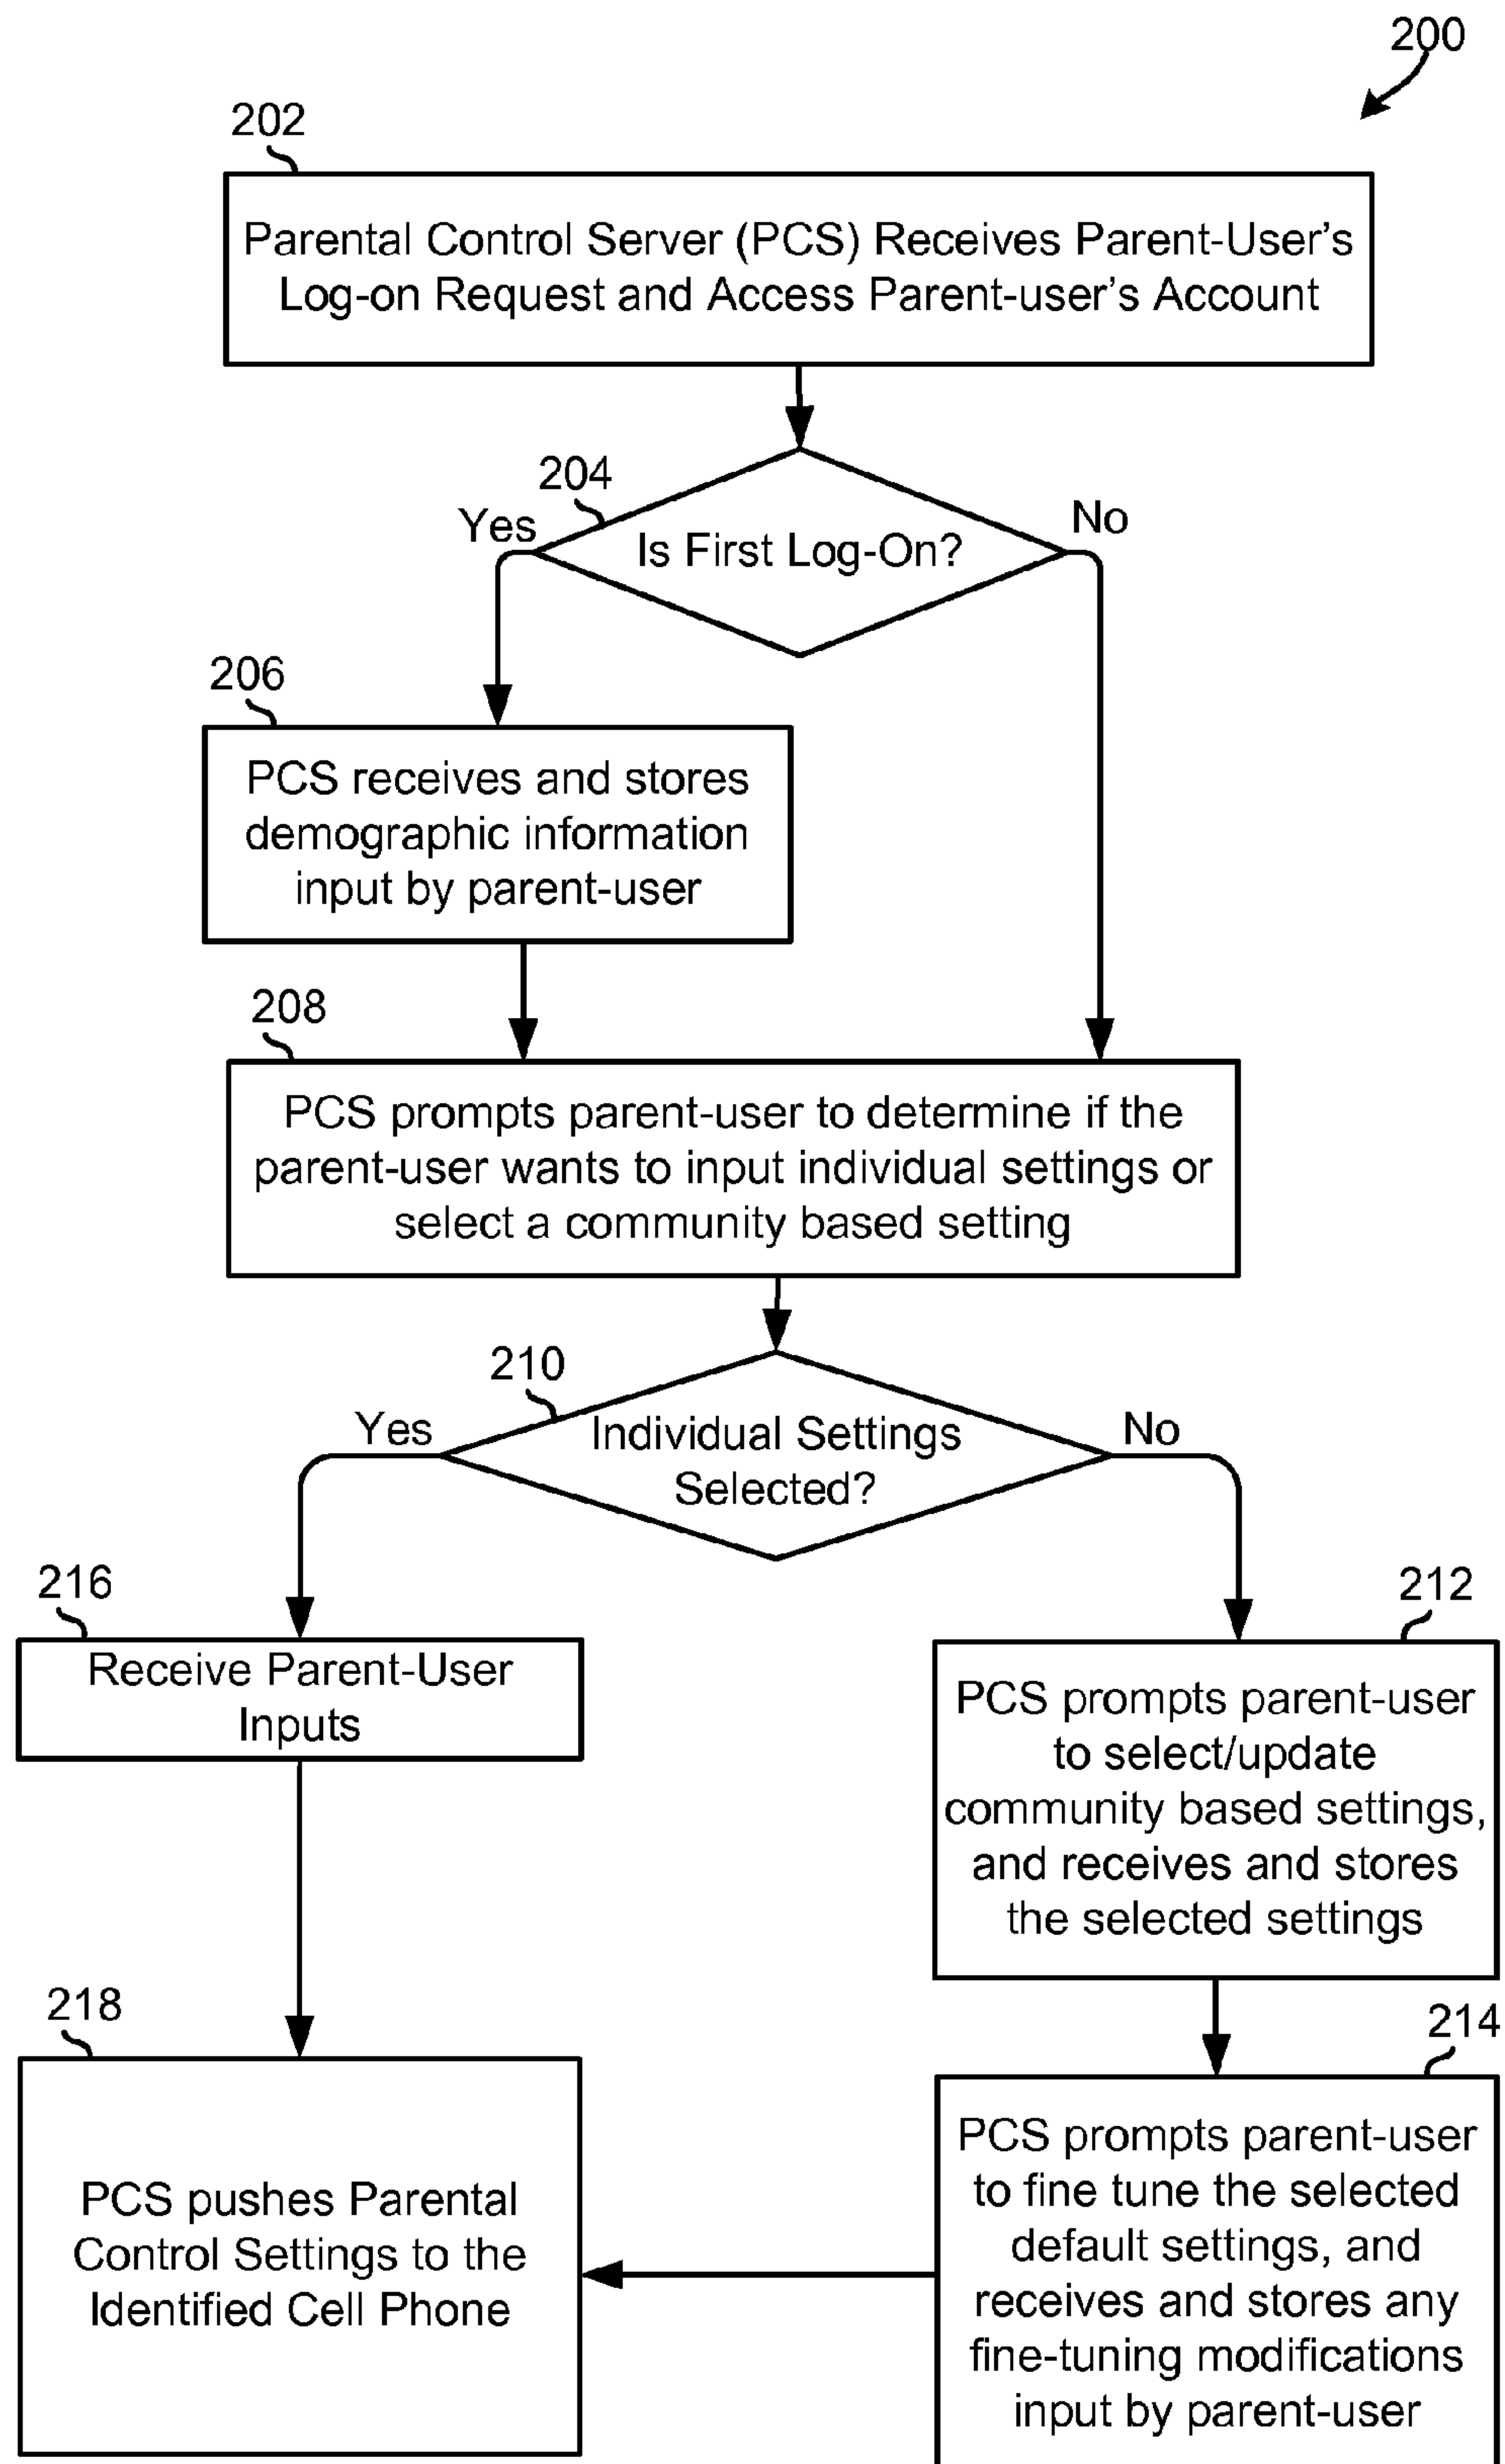 200
202
Parental Control Server (PCS) Receives Parent-User's
Log-on Request and Access Parent-user's Account
204
Yes
No
Is First Log-On?
206
PCS receives and stores
demographic information
input by parent-user
208
PCS prompts parent-user to determine if the
parent-user wants to input individual settings or
select a community based setting
210
Yes
No
Individual Settings
Selected?
216
Receive Parent-User
Inputs
212
PCS prompts parent-user
to select/update
community based settings,
and receives and stores
the selected settings
218
PCS pushes Parental
Control Settings to the
Identified Cell Phone
214
PCS prompts parent-user
to fine tune the selected
default settings, and
receives and stores any
fine-tuning modifications
input by parent-user